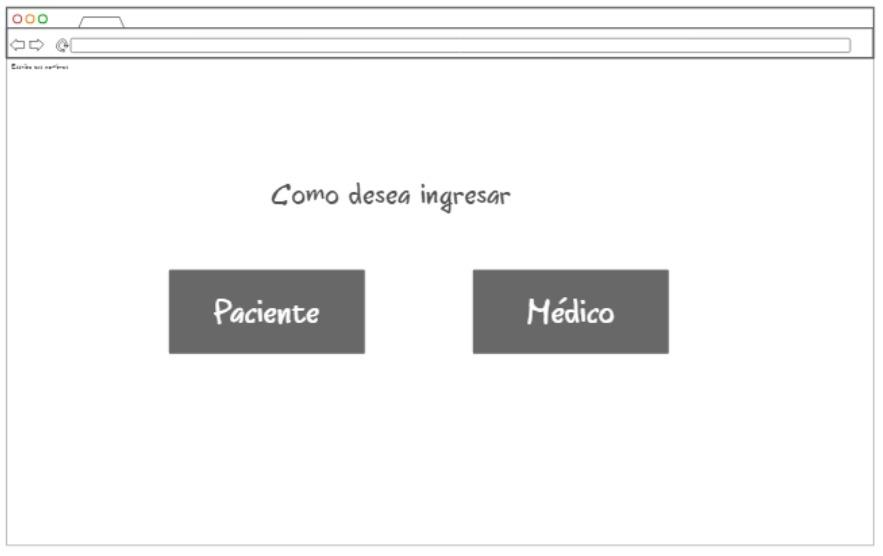 Como desea ingresar
Paciente
Médico